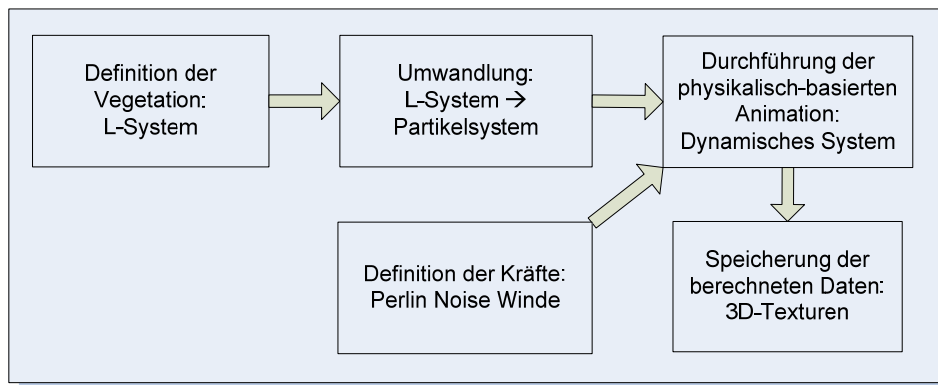 Definition der
Vegetation:
L-System
Umwandlung:
L-System →
Partikelsystem
Durchführung der
physikalisch-basierten
Animation:
Dynamisches System
Definition der Kräfte:
Perlin Noise Winde
Speicherung der
berechneten Daten:
3D-Texturen